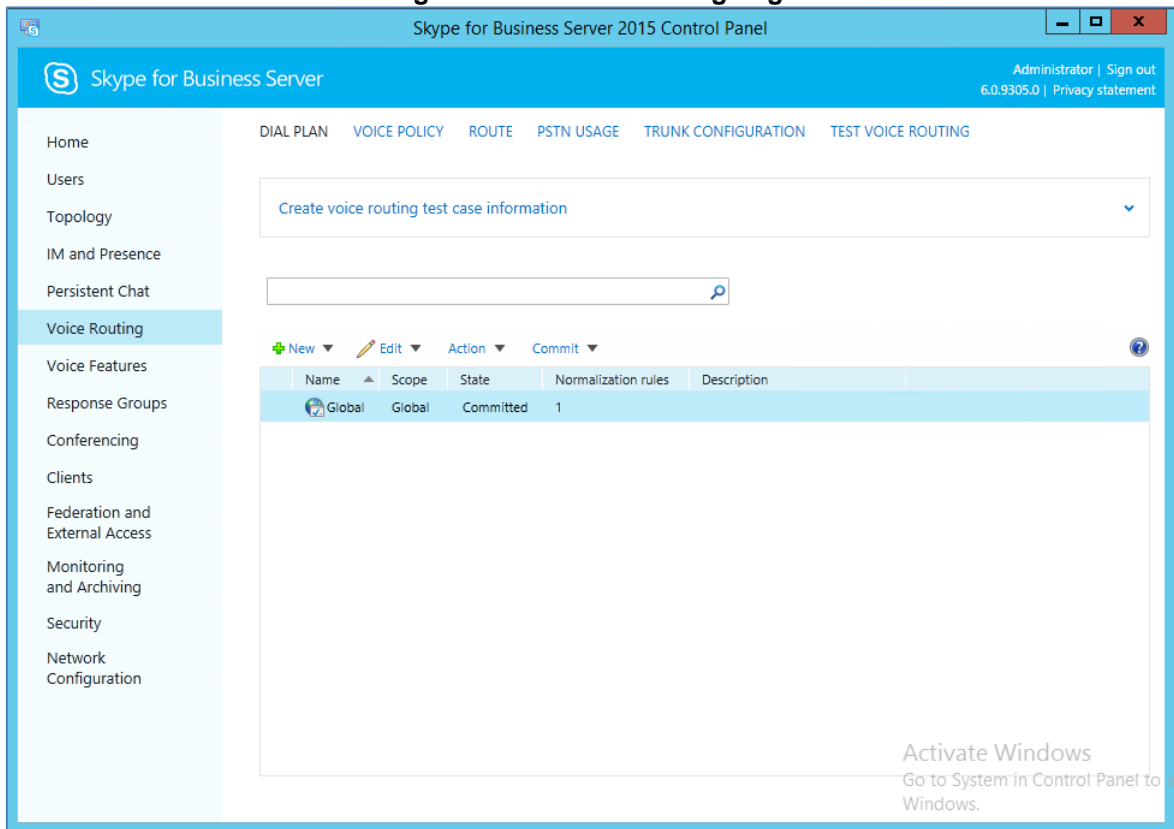 Skype for Business Server 2015 Control Panel
Skype for Business Server
Administrator | Sign out
6.0.9305.0 | Privacy statement
Home
Users
Topology
IM and Presence
Persistent Chat
Voice Routing
Voice Features
Response Groups
Conferencing
Clients
Federation and
External Access
Monitoring
and Archiving
Security
Network
Configuration
DIAL PLAN VOICE POLICY ROUTE PSTN USAGE TRUNK CONFIGURATION TEST VOICE ROUTING
Create voice routing test case information
New Edit Action Commit
Name Scope State Normalization rules Description
Global Global Committed 1
Activate Windows
Go to System in Control Panel to
Windows.